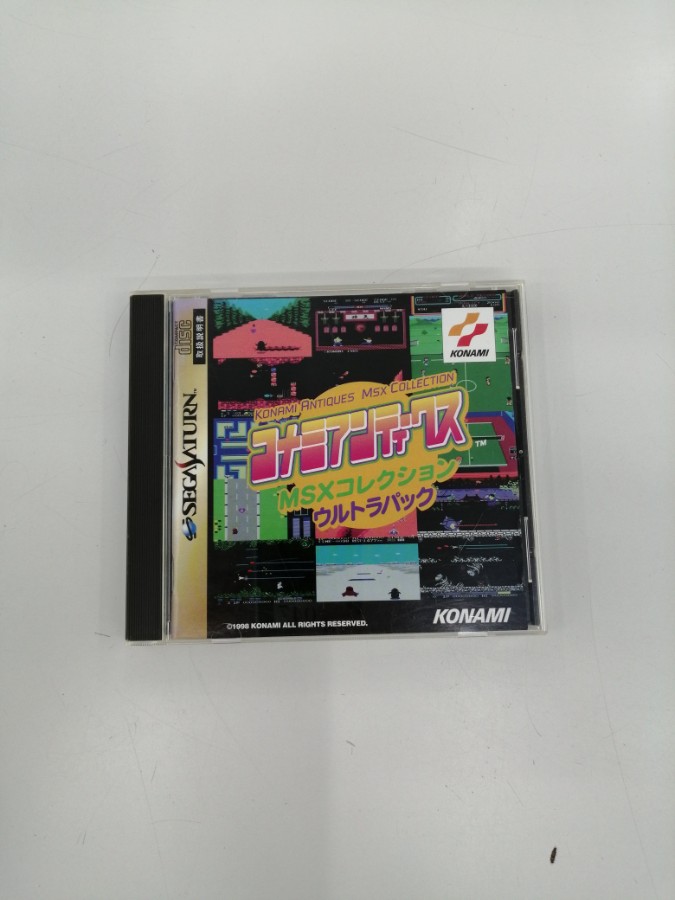 disc
取扱説明書
SEGA SATURN
KONAMI
KONAMI ANTIQUES MSX COLLECTION
コナミアンティークス
TM
MSXコレクション
ウルトラパック
©1998 KONAMI ALL RIGHTS RESERVED.
KONAMI